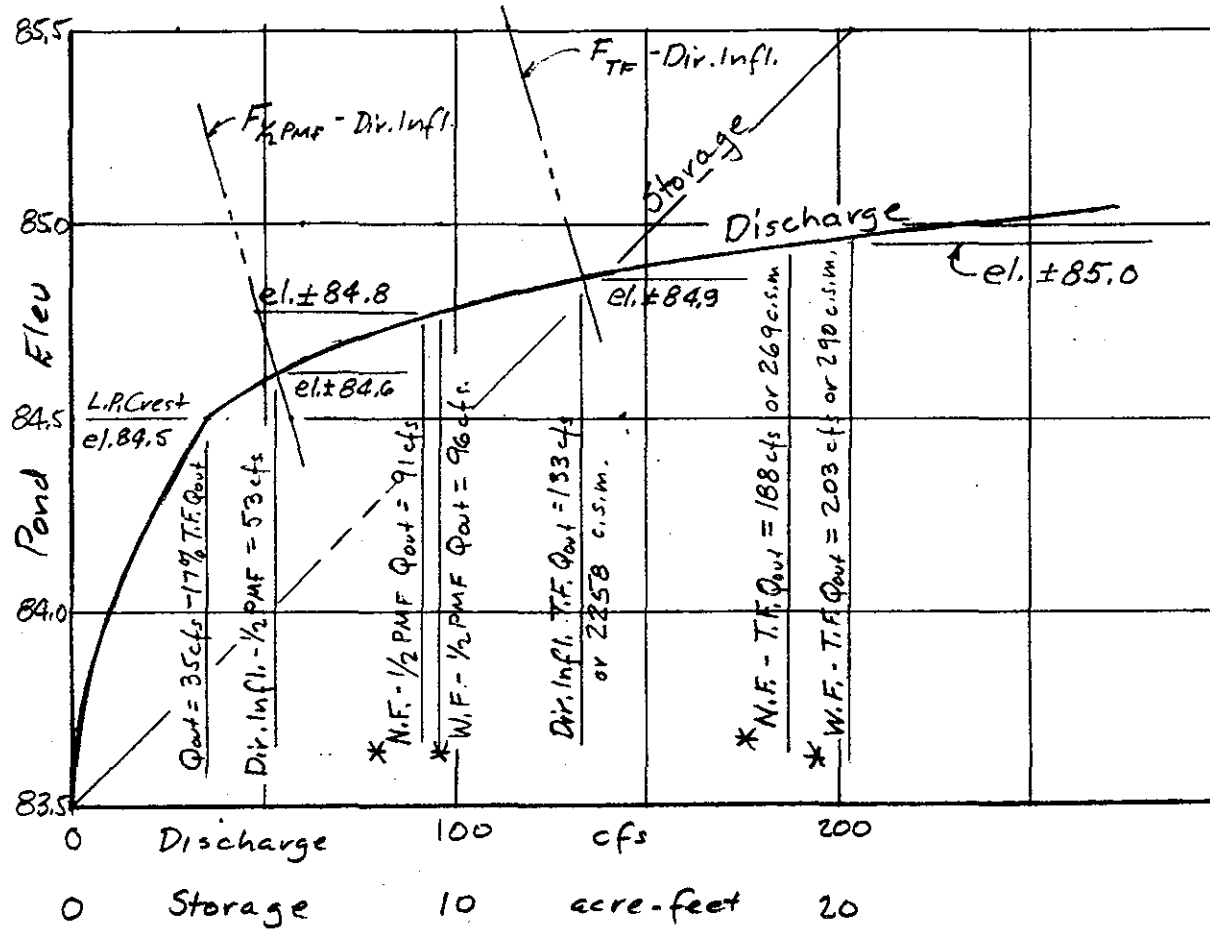 85.5
F_TF - Dir. Infl.
F_1/2 PMF - Dir. Infl.
Storage
85.0
Discharge
el. ± 85.0
el. ± 84.8
el. ± 84.9
Pond Elev
el. ± 84.6
L.P. Crest
el. 84.5
84.5
Qout = 35 cfs - 17% T.F. Qout
Dir. Infl. - 1/2 PMF = 53 cfs
* N.F. - 1/2 PMF Qout = 91 cfs
* W.F. - 1/2 PMF Qout = 96 cfs.
Dir. Infl. T.F. Qout = 133 cfs
or 2258 c.s.m.
* N.F. - T.F. Qout = 188 cfs or 269 c.s.m
* W.F. - T.F. Qout = 203 cfs or 290 c.s.m.
84.0
83.5
0 100 200
Discharge cfs
0 Storage 10 acre-feet 20